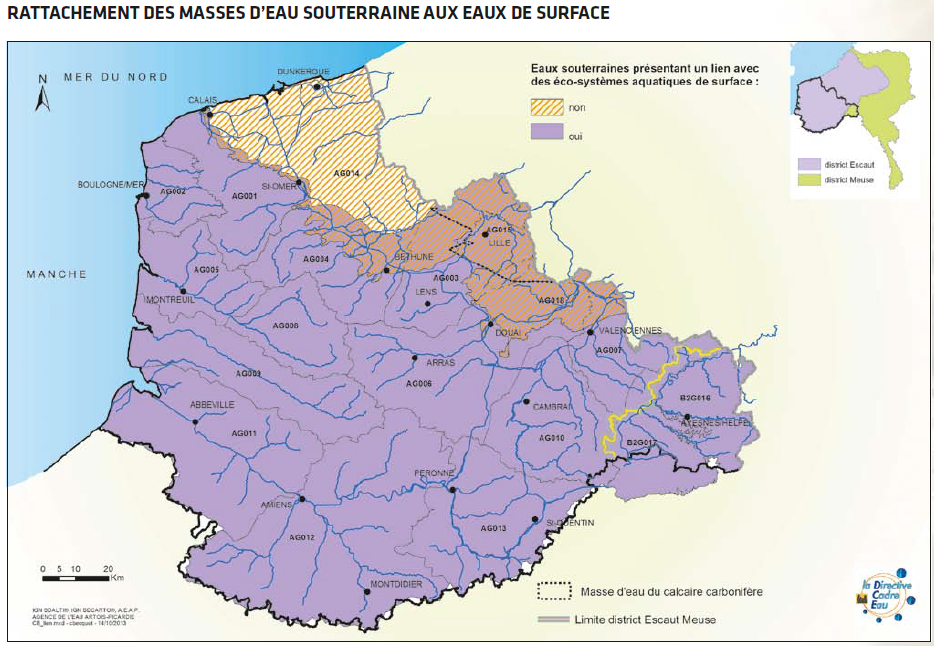 RATTACHEMENT DES MASSES D'EAU SOUTERRAINE AUX EAUX DE SURFACE
N
MER DU NORD
DUNKERQUE
CALAIS
Eaux souterraines présentant un lien avec
des éco-systèmes aquatiques de surface :
non
oui
district Escaut
district Meuse
AG014
BOULOGNE/MER
AG002
AG001
ST-OMER
AG015
LILLE
AG004
BETHUNE
MANCHE
AG005
AG003
LENS
MONTREUIL
AG018
AG008
DOUAI
VALENCIENNES
AG007
ARRAS
AG009
AG006
B2G016
ABBEVILLE
CAMBRAI
AVESNES/HELPE
AG011
AG010
B2G017
PERONNE
AMIENS
AG012
AG013
St-QUENTIN
MONTDIDIER
0 5 10 20
Km
Masse d'eau du calcaire carbonifère
Limite district Escaut Meuse
AGENCE DE L'EAU ARTOIS-PICARDIE
la Directive
Cadre
Eau